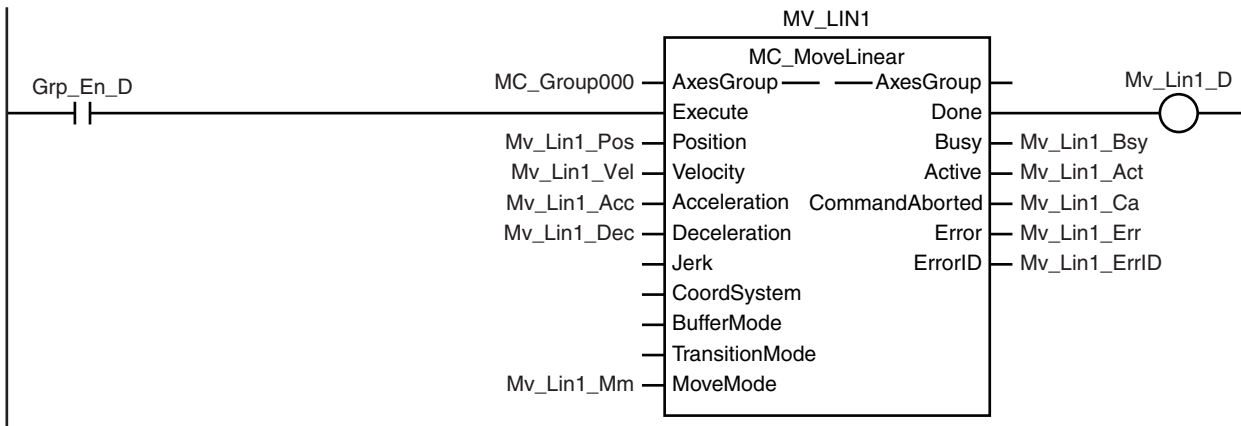 MV_LIN1
MC_MoveLinear
Grp_En_D
MC_Group000 AxesGroup AxesGroup Mv_Lin1_D
Execute Done
Mv_Lin1_Pos Position Busy Mv_Lin1_Bsy
Mv_Lin1_Vel Velocity Active Mv_Lin1_Act
Mv_Lin1_Acc Acceleration CommandAborted Mv_Lin1_Ca
Mv_Lin1_Dec Deceleration Error Mv_Lin1_Err
Jerk ErrorID Mv_Lin1_ErrID
CoordSystem
BufferMode
TransitionMode
Mv_Lin1_Mm MoveMode